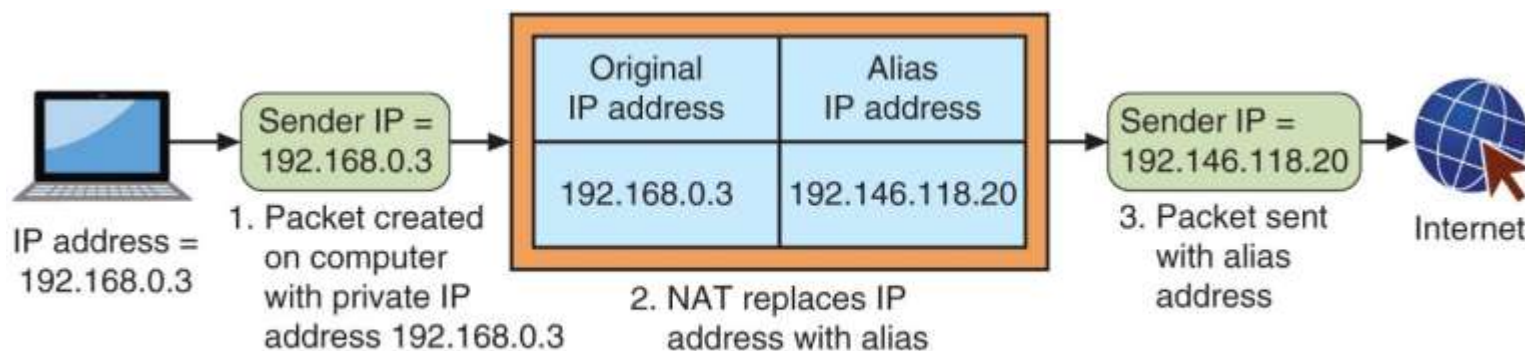 IP address =
192.168.0.3
Sender IP =
192.168.0.3
1. Packet created
on computer
with private IP
address 192.168.0.3
Original
IP address
Alias
IP address
192.168.0.3
192.146.118.20
2. NAT replaces IP
address with alias
Sender IP =
192.146.118.20
3. Packet sent
with alias
address
Internet